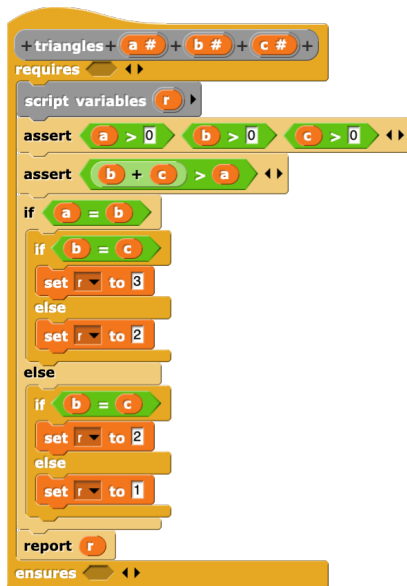 + triangles + a # + b # + c # +
requires
script variables r
assert a > 0 b > 0 c > 0
assert b + c > a
if a = b
if b = c
set r to 3
else
set r to 2
else
if b = c
set r to 2
else
set r to 1
report r
ensures